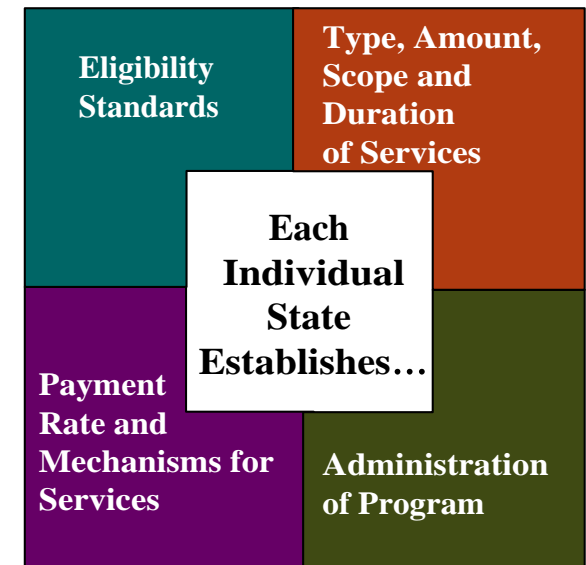 Eligibility
Standards
Type, Amount,
Scope and
Duration
of Services
Each
Individual
State
Establishes…
Payment
Rate and
Mechanisms for
Services
Administration
of Program